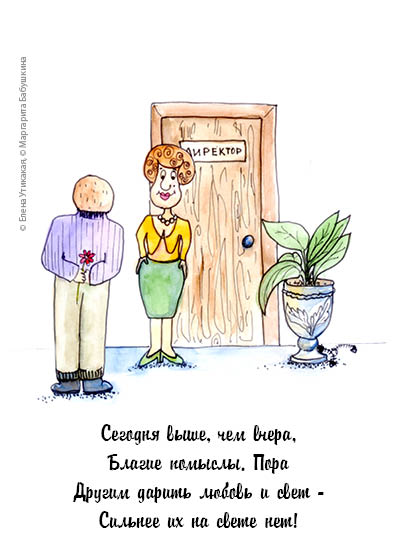 © Елена Утикакая, © Маргарита Бабушкина
ДИРЕКТОР
Сегодня выше, чем вчера,
Благие помыслы. Пора
Другим дарить любовь и свет -
Сильнее их на свете нет!